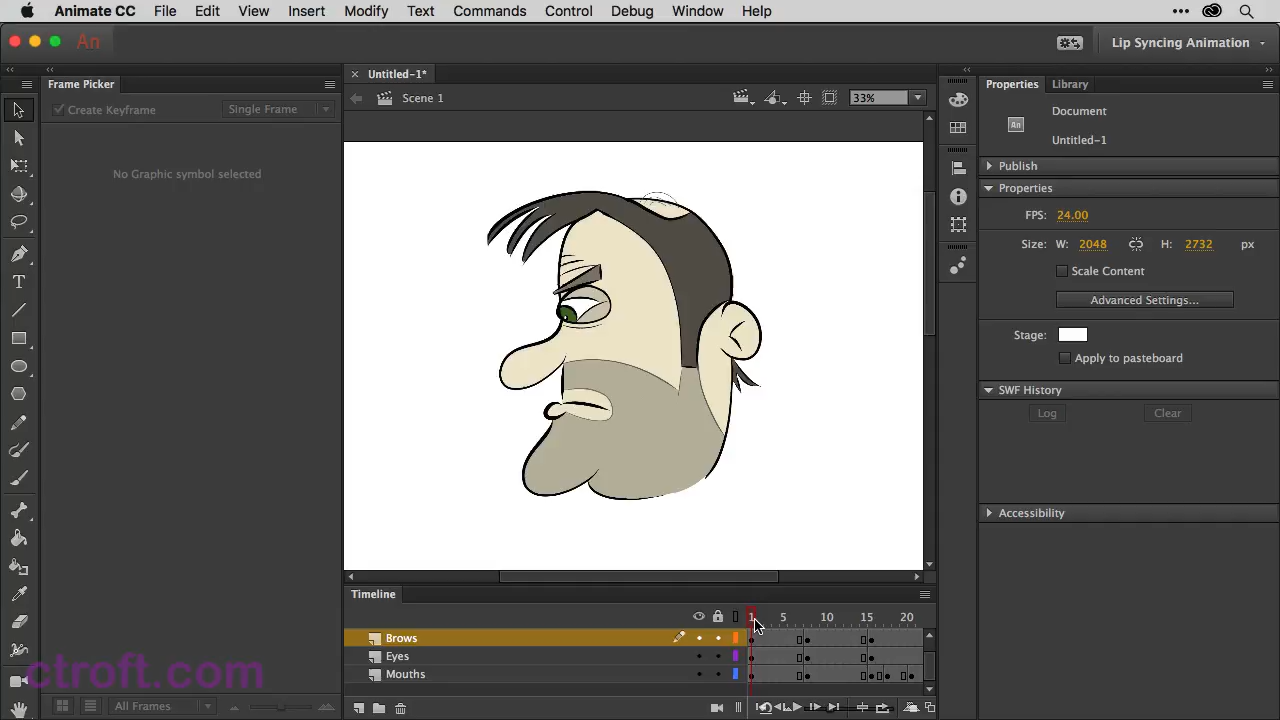 Animate CC File Edit View Insert Modify Text Commands Control Debug Window Help
An Lip Syncing Animation
Frame Picker Untitled-1* Properties Library
Create Keyframe Single Frame Scene 1 33% Document
An Untitled-1
No Graphic symbol selected
Publish
Properties
FPS: 24.00
Size: W: 2048 H: 2732 px
Scale Content
Advanced Settings...
Stage:
Apply to pasteboard
SWF History
Log Clear
Accessibility
Timeline
1 5 10 15 20
Brows
Eyes
Mouths
ctroft.com
All Frames